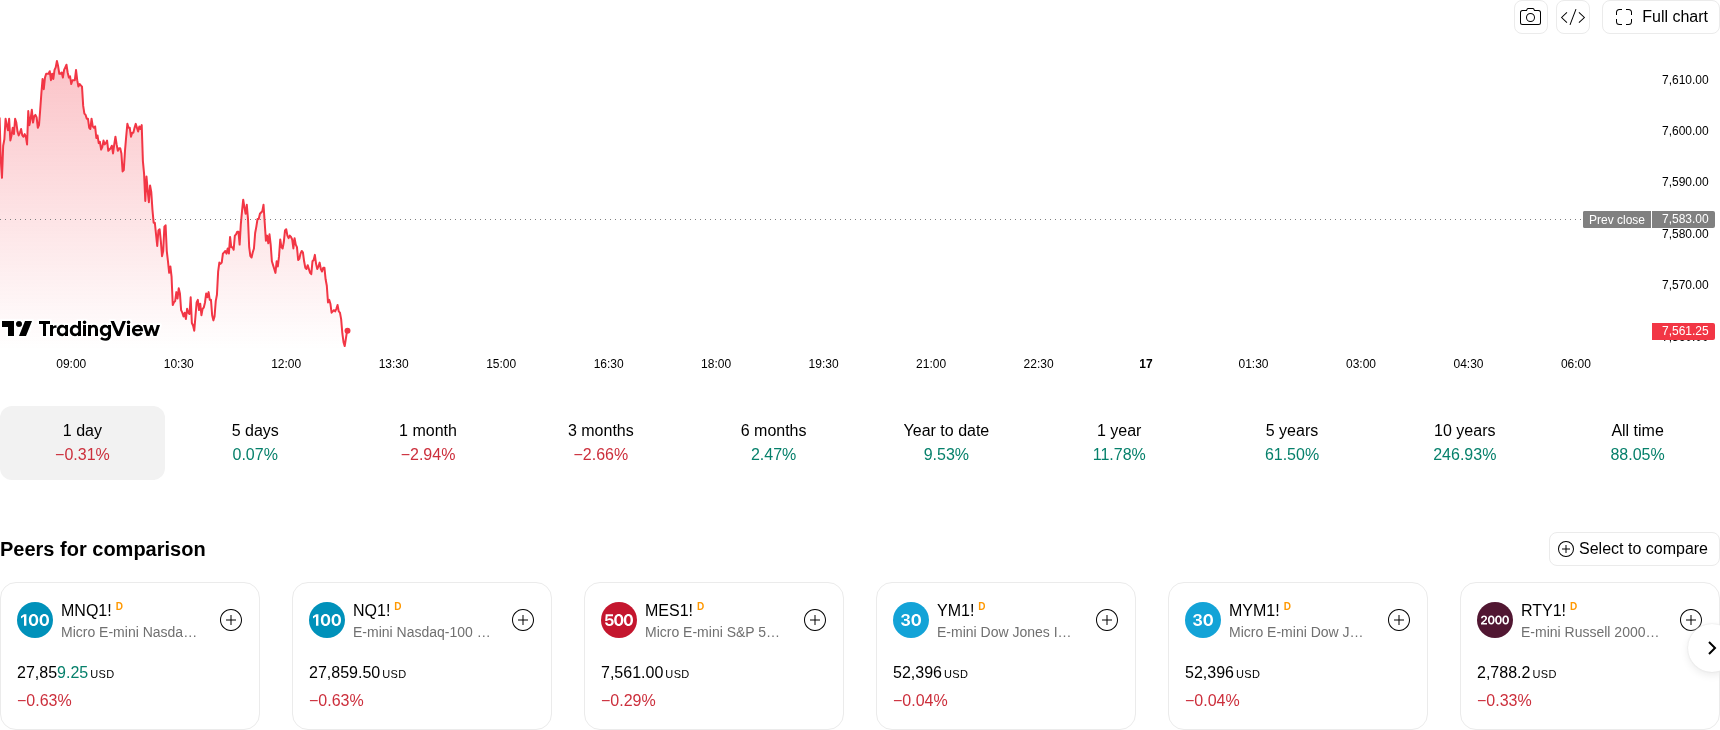 Full chart
7,610.00
7,600.00
7,590.00
Prev close 7,583.00
7,580.00
7,570.00
TradingView
7,561.25
09:00 10:30 12:00 13:30 15:00 16:30 18:00 19:30 21:00 22:30 17 01:30 03:00 04:30 06:00
1 day 5 days 1 month 3 months 6 months Year to date 1 year 5 years 10 years All time
−0.31% 0.07% −2.94% −2.66% 2.47% 9.53% 11.78% 61.50% 246.93% 88.05%
Peers for comparison
Select to compare
100 MNQ1! D
Micro E-mini Nasda…
27,859.25 USD
−0.63%
100 NQ1! D
E-mini Nasdaq-100 …
27,859.50 USD
−0.63%
500 MES1! D
Micro E-mini S&P 5…
7,561.00 USD
−0.29%
30 YM1! D
E-mini Dow Jones I…
52,396 USD
−0.04%
30 MYM1! D
Micro E-mini Dow J…
52,396 USD
−0.04%
2000 RTY1! D
E-mini Russell 2000…
2,788.2 USD
−0.33%